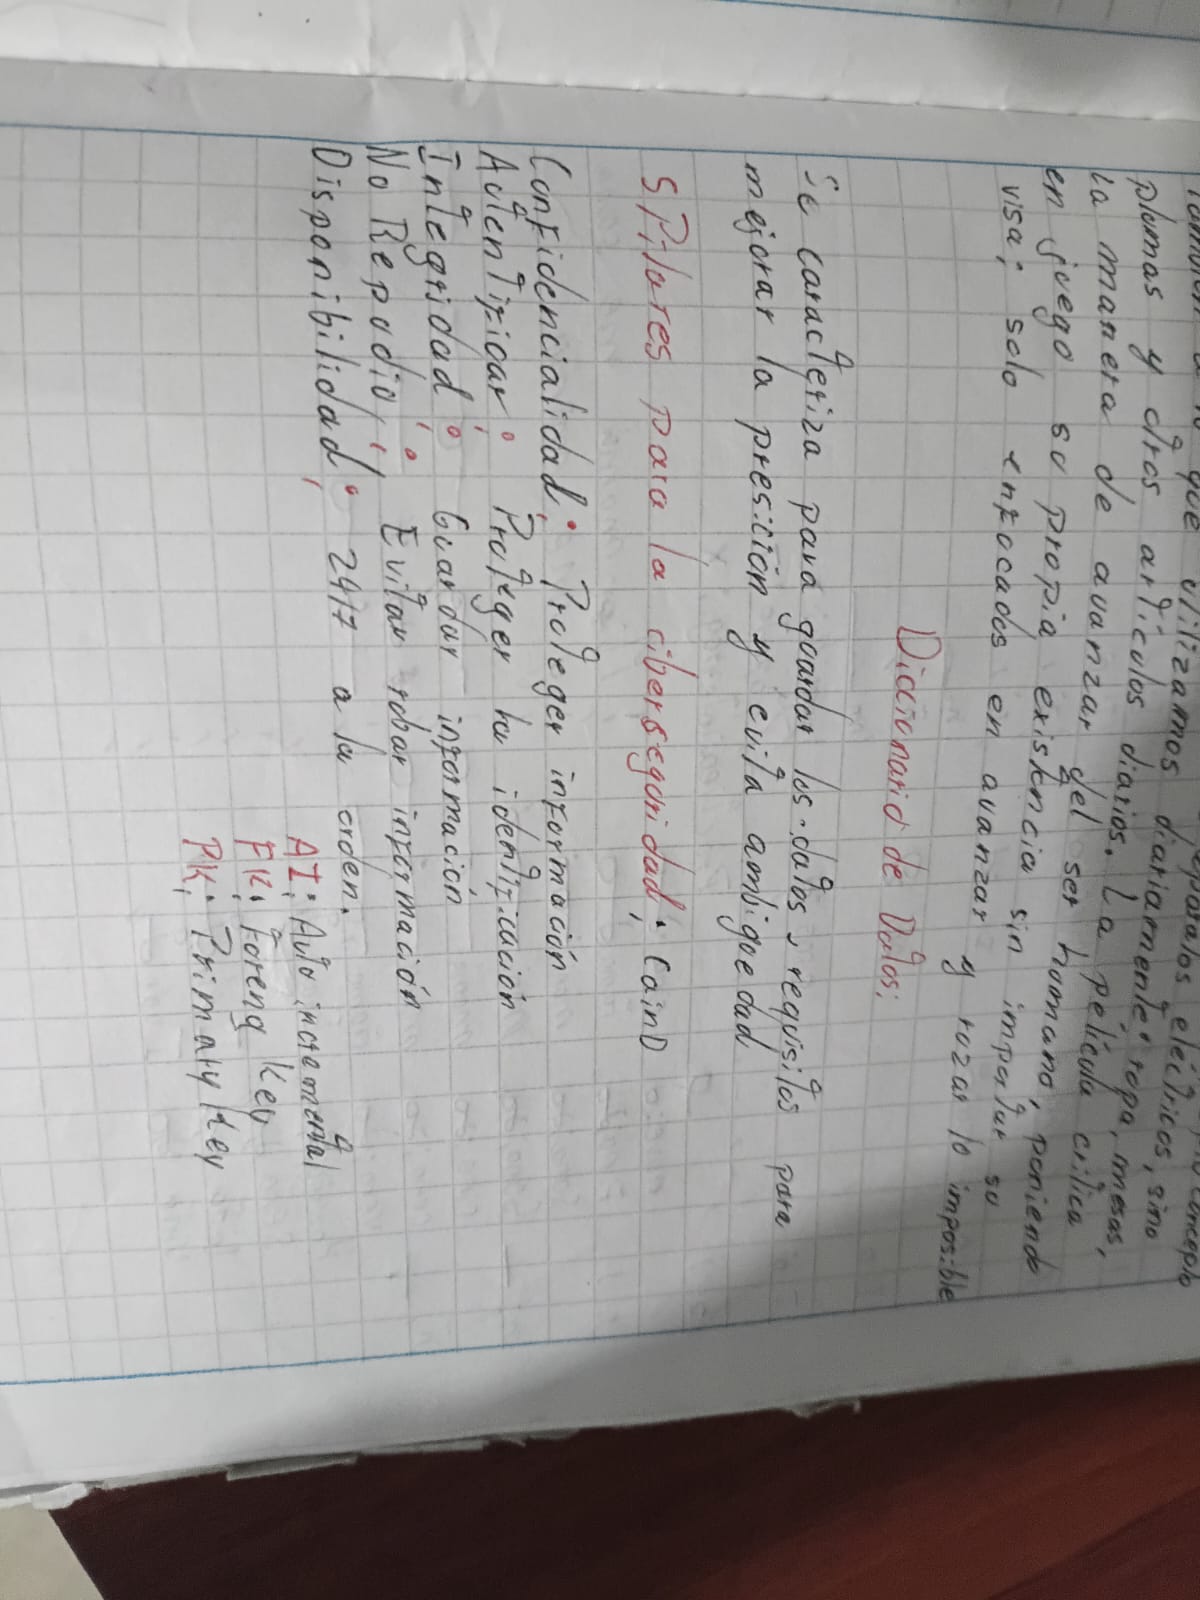 que utilizamos diariamente: ropa, mesas,
plumas y otros artículos diarios. La película critica
La manera de avanzar del ser humano, poniendo
en juego su propia existencia sin importar su
visa; solo enfocados en avanzar y rozar lo imposible
Diccionario de Datos:
Se caracteriza para guardar los datos, requisitos para
mejorar la presición y evita ambigüedad
5 Pilares para la ciberseguridad: CainD
Confidencialidad: Proteger información
Autentizicar: Proteger tu identificación
Integridad: Guardar información
No Repudio: Evitar robar información
Disponibilidad: 24/7 a la orden.
AI: Auto incremental
FK: Foreng Key
PK: Primary Key